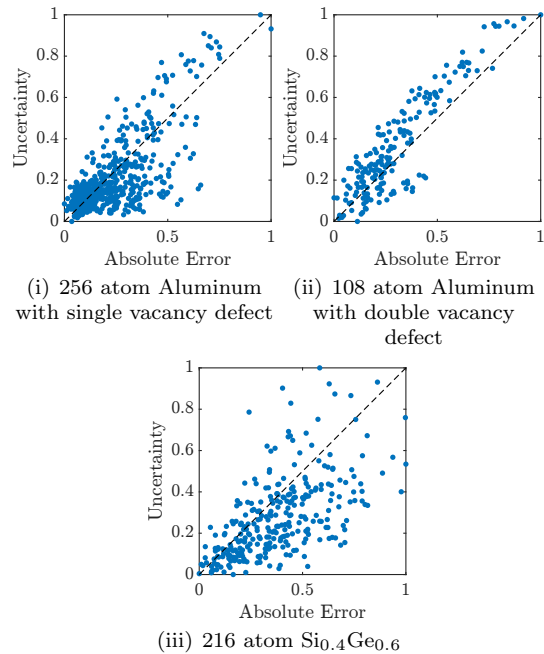 1
0.8
0.6
0.4
0.2
0
Uncertainty
0 0.5 1
Absolute Error
(i) 256 atom Aluminum
with single vacancy defect
1
0.8
0.6
0.4
0.2
0
Uncertainty
0 0.5 1
Absolute Error
(ii) 108 atom Aluminum
with double vacancy
defect
1
0.8
0.6
0.4
0.2
0
Uncertainty
0 0.5 1
Absolute Error
(iii) 216 atom Si₀.₄Ge₀.₆